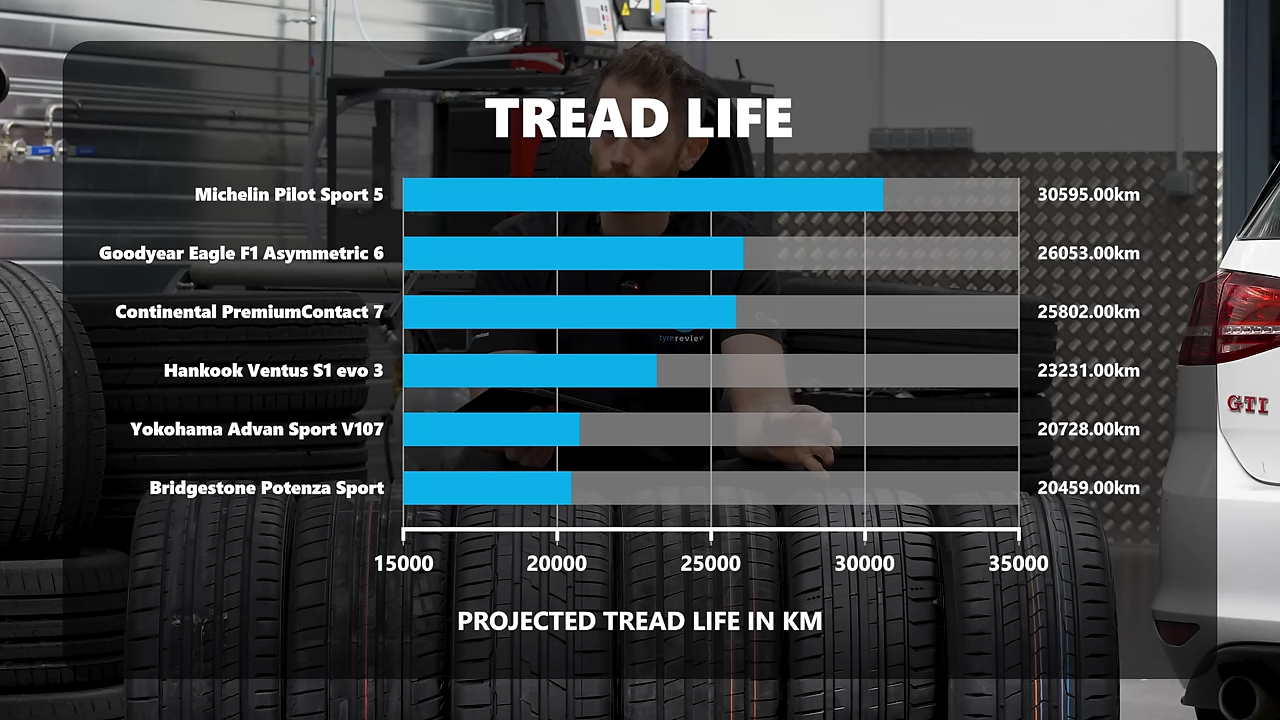 TREAD LIFE
Michelin Pilot Sport 5 30595.00km
Goodyear Eagle F1 Asymmetric 6 26053.00km
Continental PremiumContact 7 25802.00km
tyrereviews
Hankook Ventus S1 evo 3 23231.00km
GTI
Yokohama Advan Sport V107 20728.00km
Bridgestone Potenza Sport 20459.00km
15000 20000 25000 30000 35000
PROJECTED TREAD LIFE IN KM